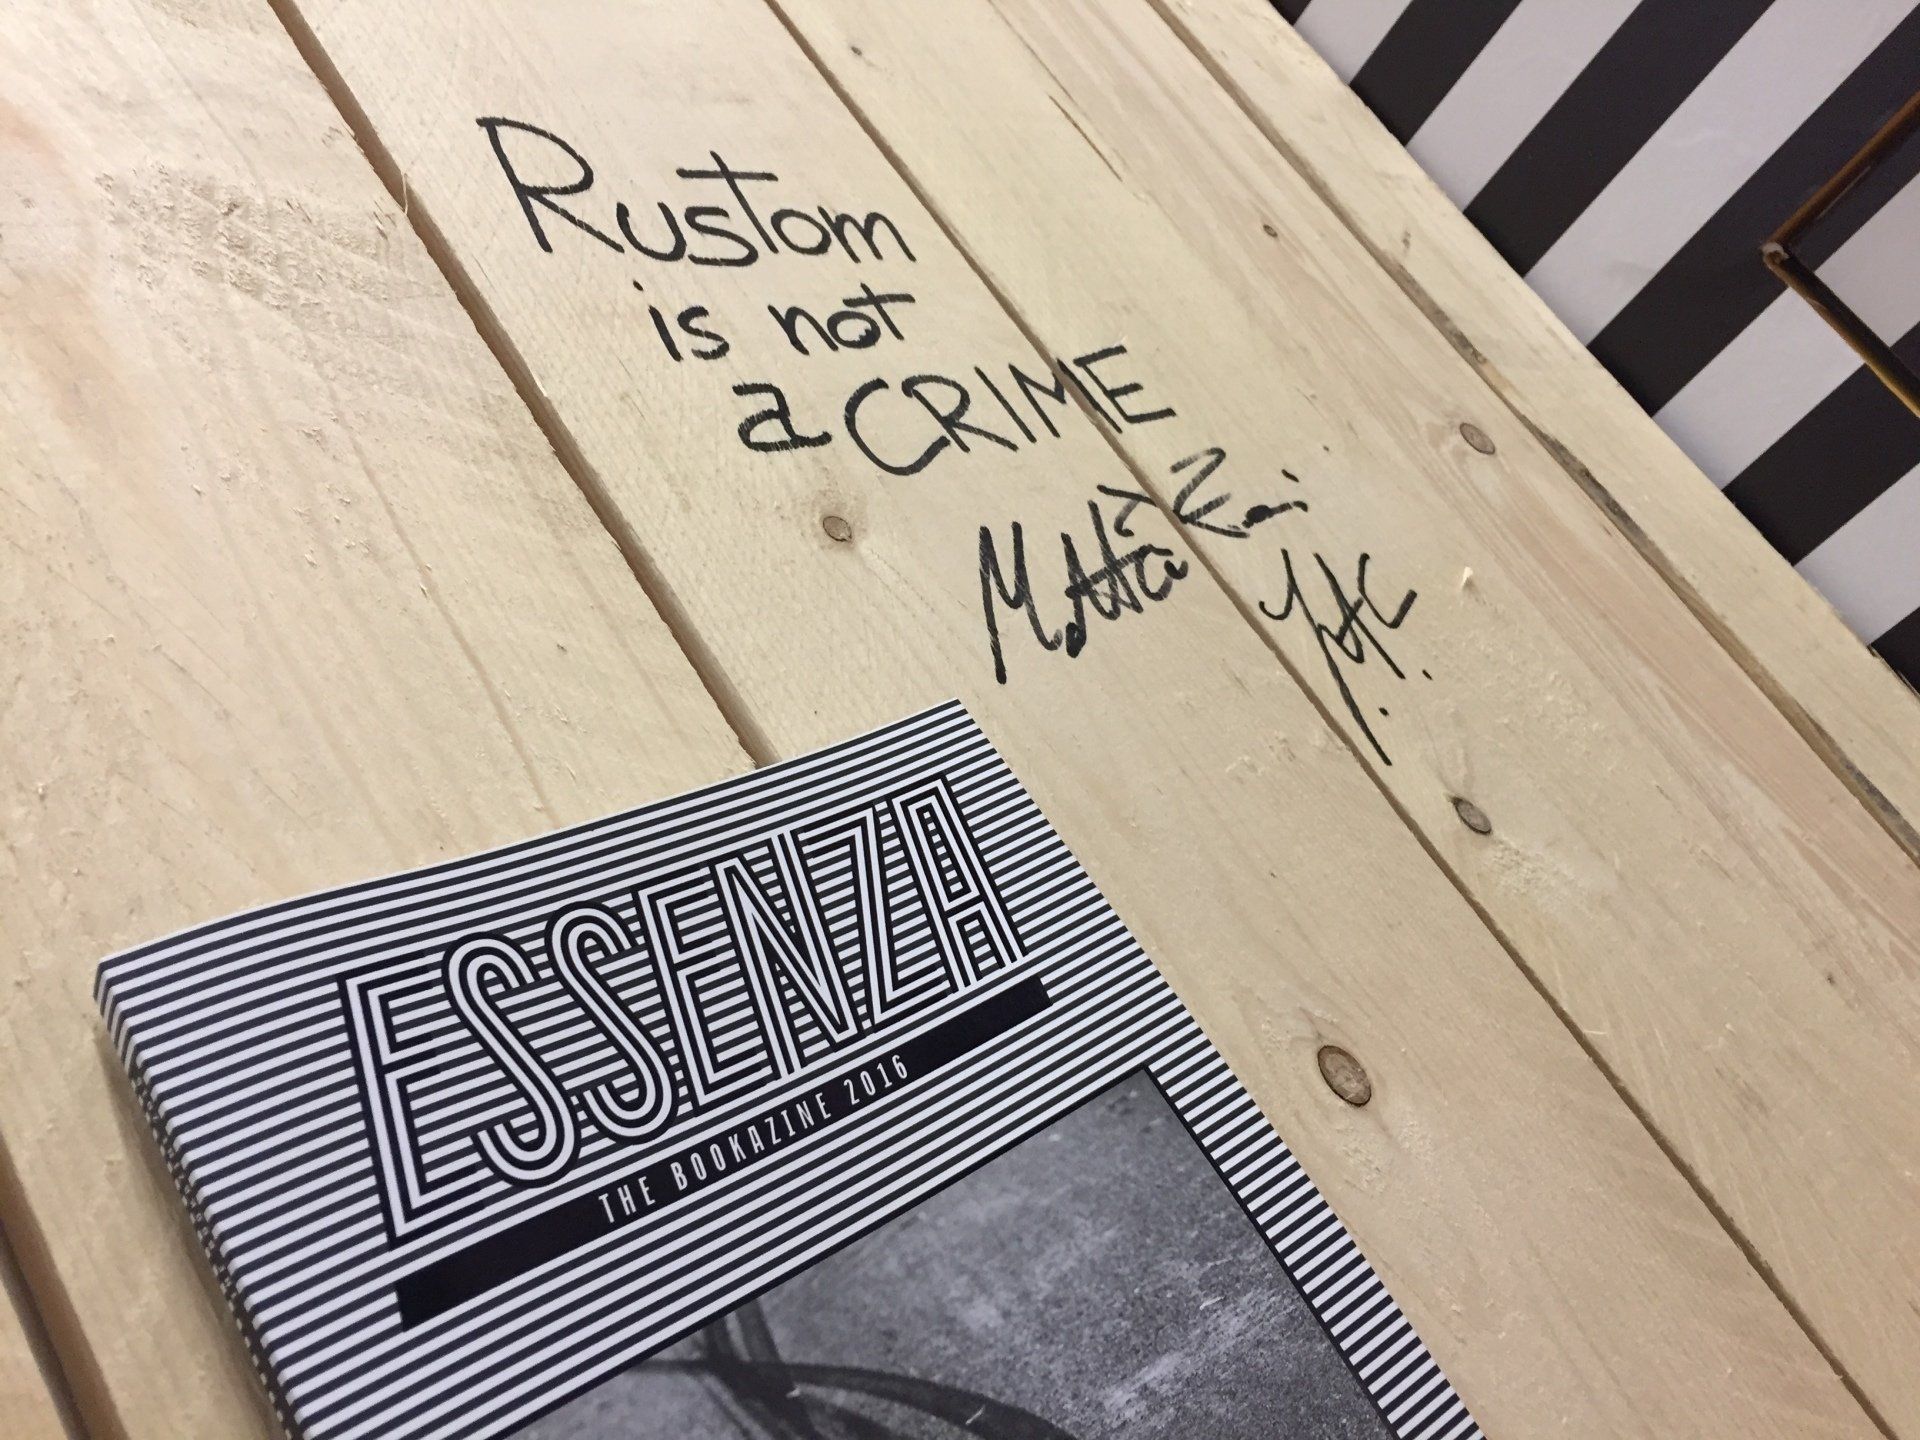 Rustom
is not
a CRIME
ESSENZA
THE BOOKAZINE 2016